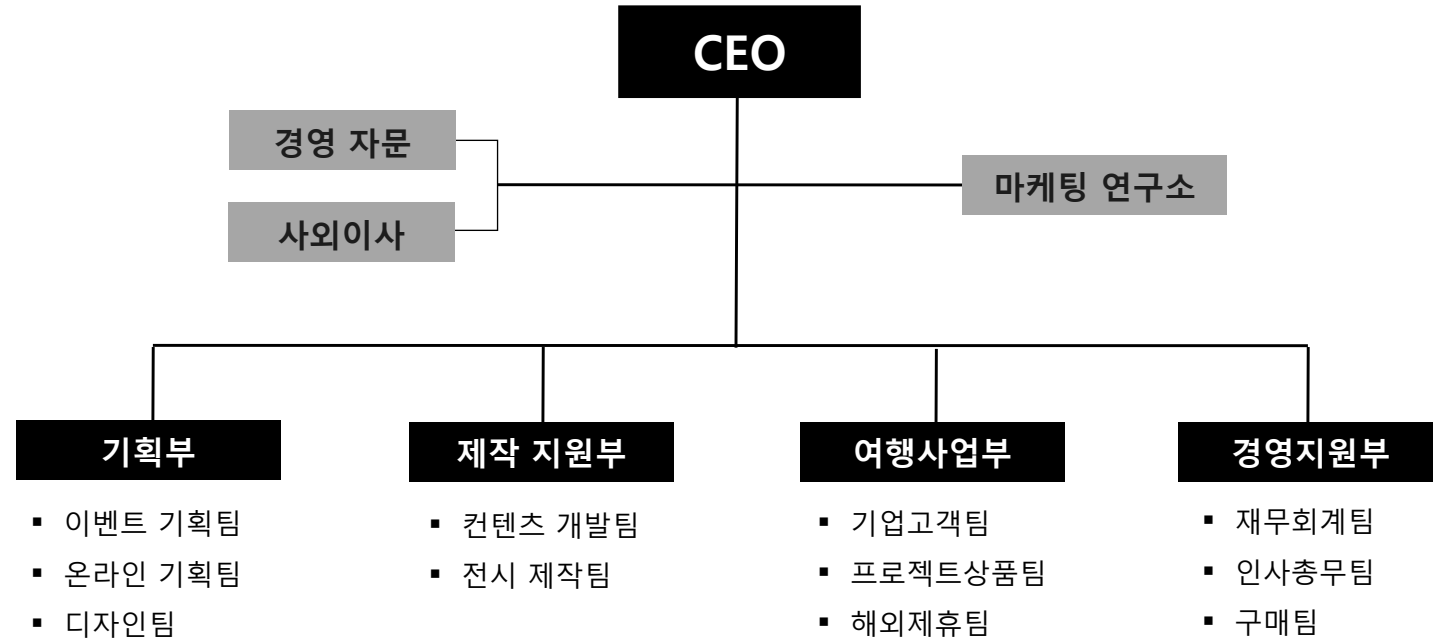 CEO
경영 자문
마케팅 연구소
사외이사
기획부
▪ 이벤트 기획팀
▪ 온라인 기획팀
▪ 디자인팀
제작 지원부
▪ 컨텐츠 개발팀
▪ 전시 제작팀
여행사업부
▪ 기업고객팀
▪ 프로젝트상품팀
▪ 해외제휴팀
경영지원부
▪ 재무회계팀
▪ 인사총무팀
▪ 구매팀